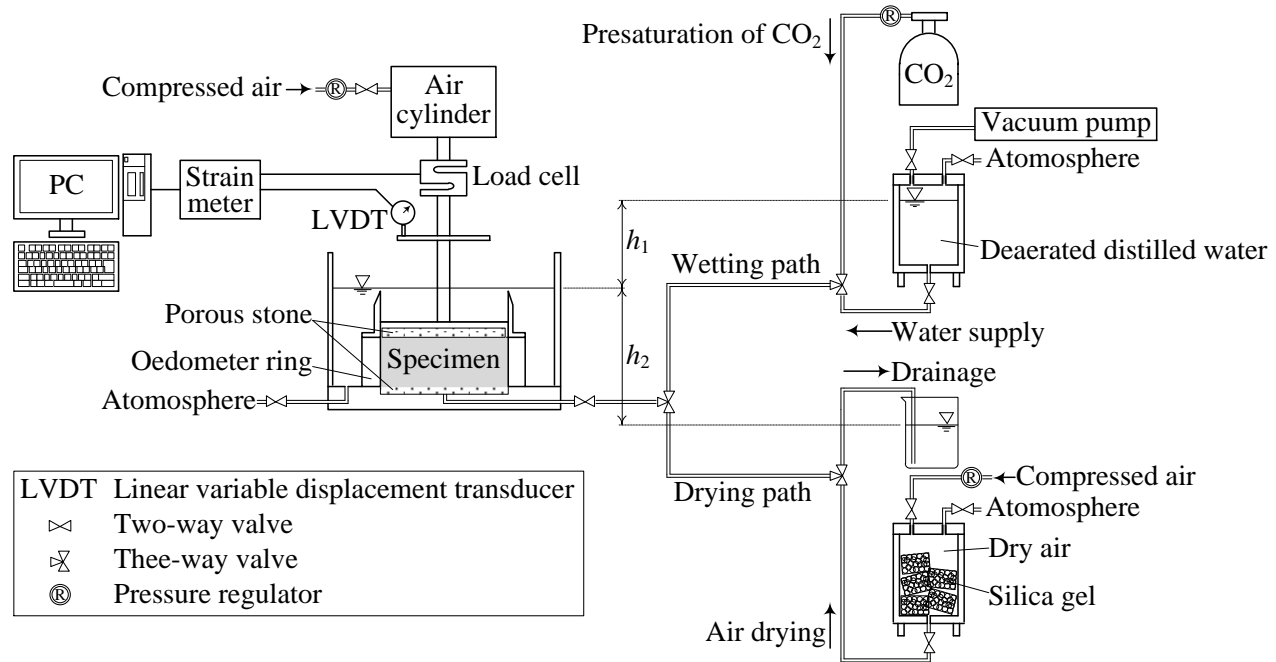 Presaturation of CO₂
R
CO₂
Compressed air
R
Air
cylinder
Vacuum pump
Atomosphere
PC
Strain
meter
Load cell
LVDT
h₁
Deaerated distilled water
Wetting path
Porous stone
Water supply
Oedometer ring
Specimen
h₂
Drainage
Atomosphere
LVDT Linear variable displacement transducer
Two-way valve
Thee-way valve
R Pressure regulator
Drying path
R
Compressed air
Atomosphere
Dry air
Silica gel
Air drying